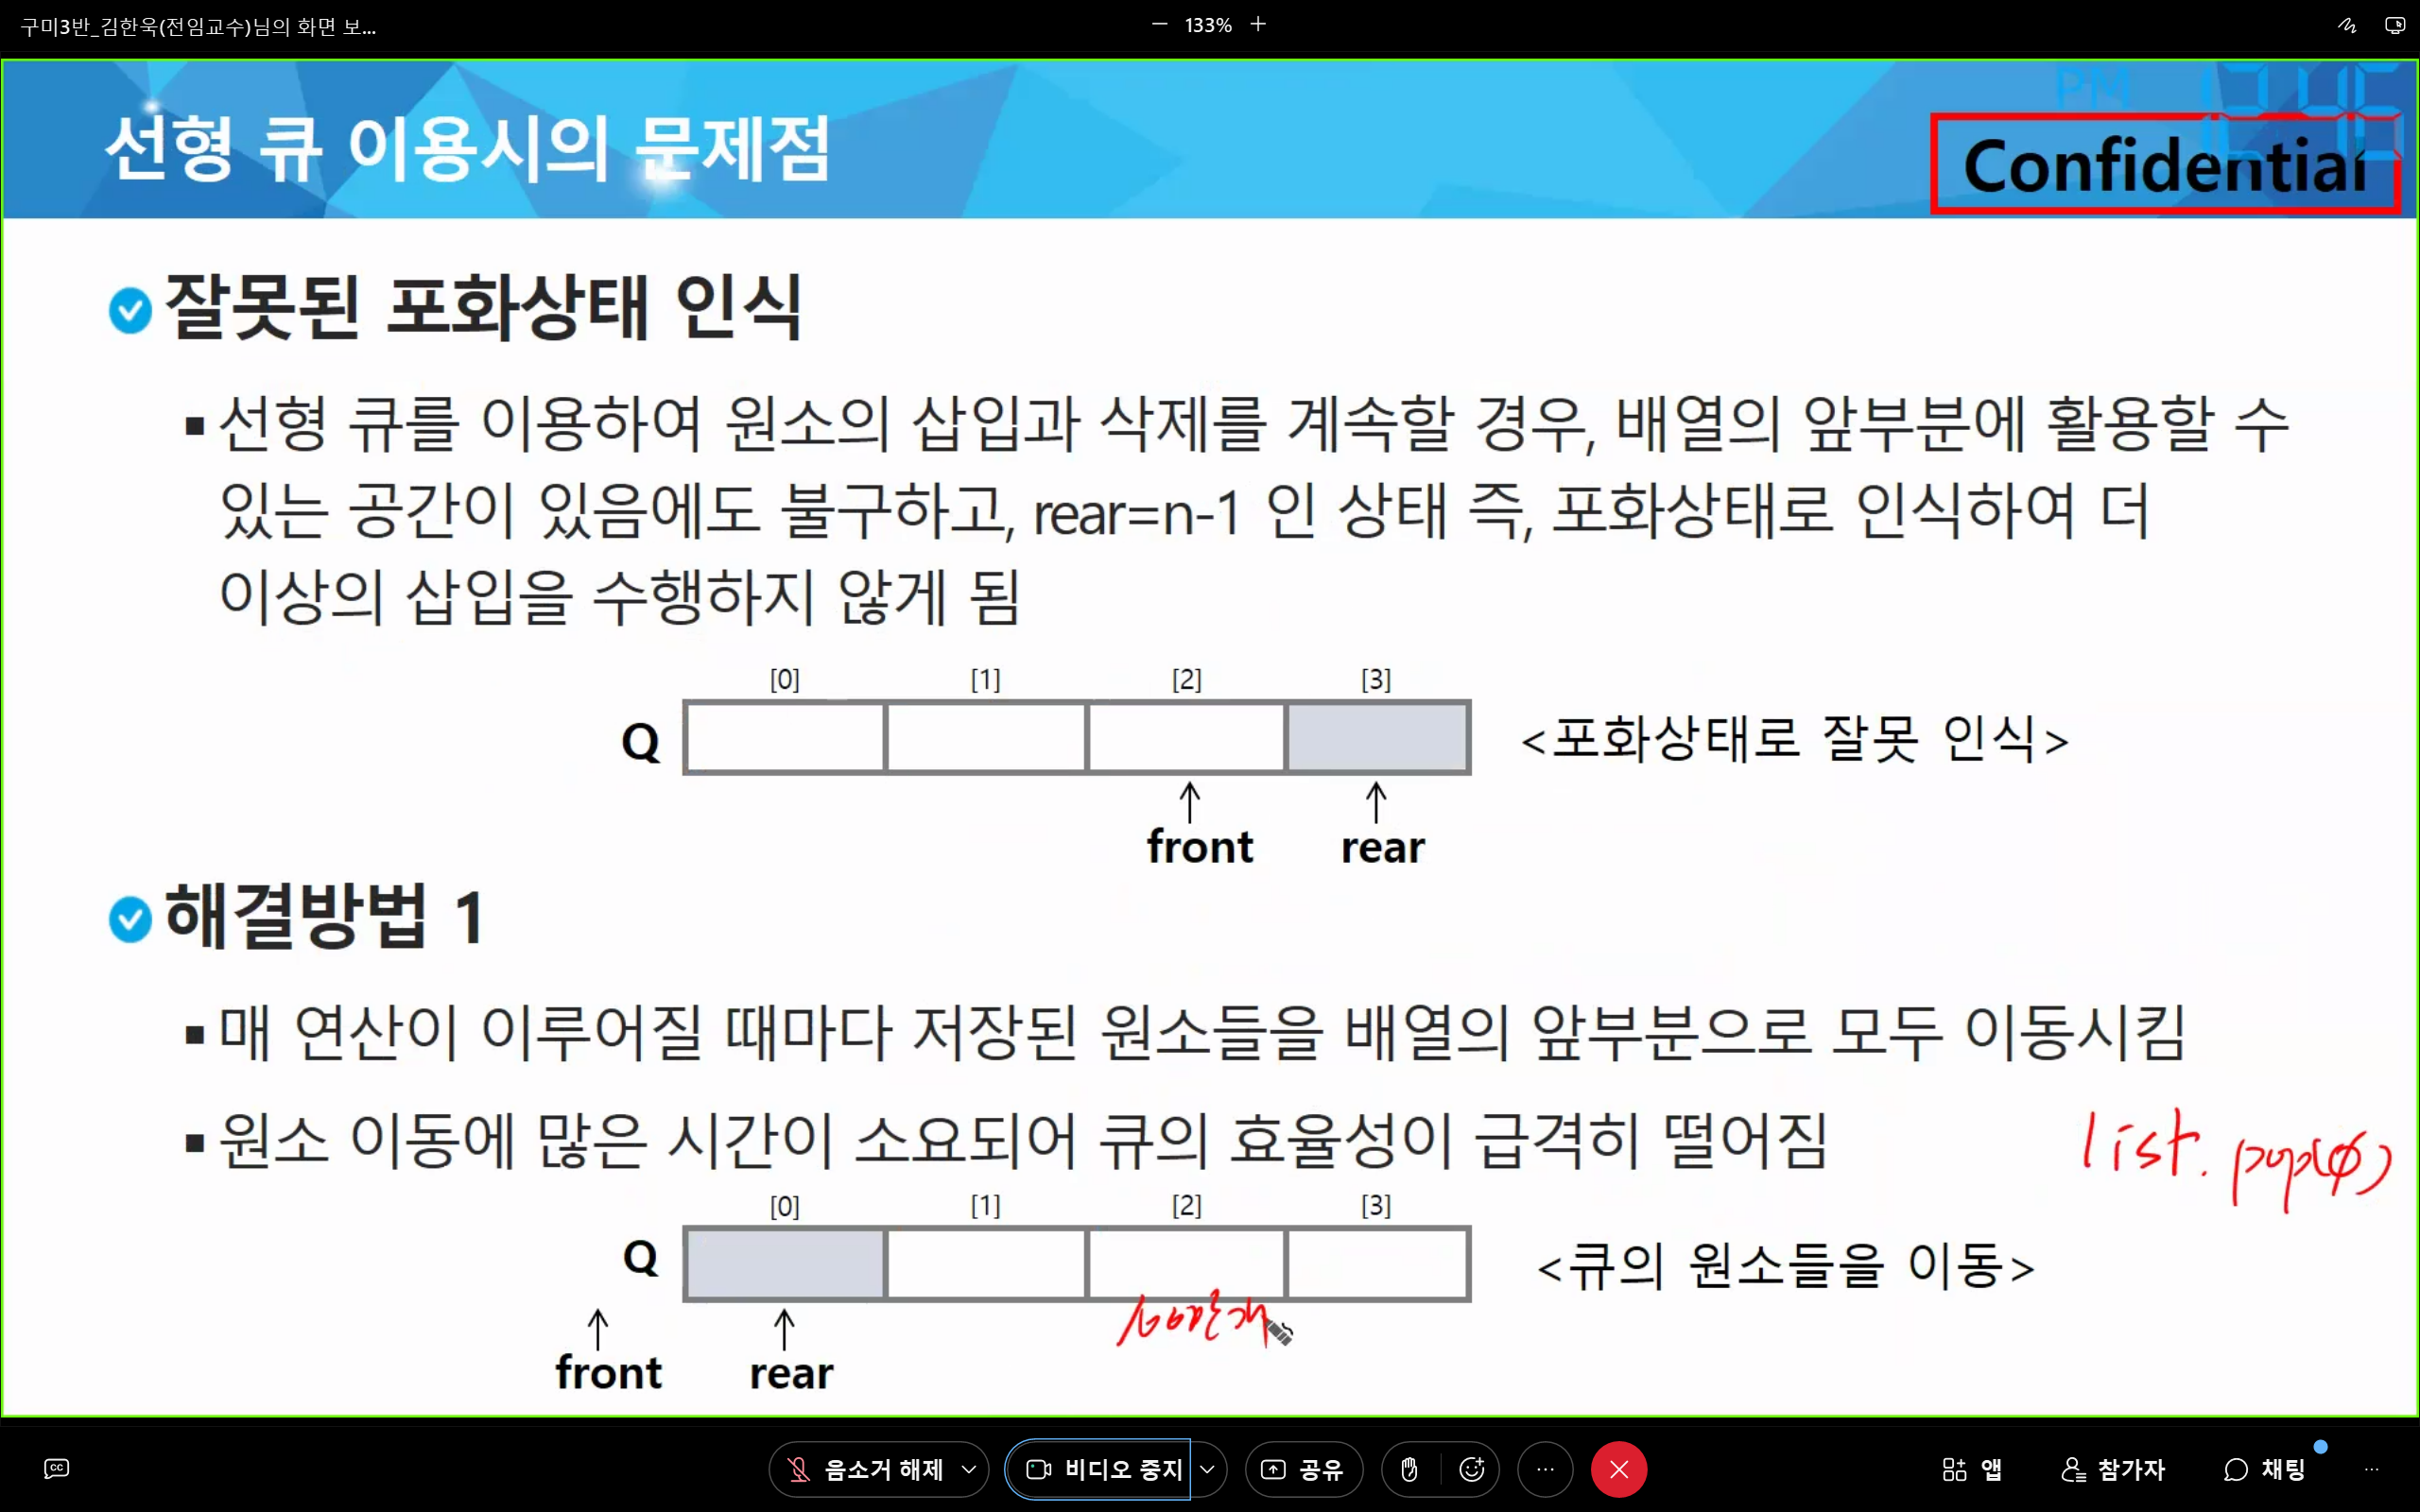 구미3반_김한욱(전임교수)님의 화면 보...
133%
선형 큐 이용시의 문제점
PM
Confidential
잘못된 포화상태 인식
▪ 선형 큐를 이용하여 원소의 삽입과 삭제를 계속할 경우, 배열의 앞부분에 활용할 수
있는 공간이 있음에도 불구하고, rear=n-1 인 상태 즉, 포화상태로 인식하여 더
이상의 삽입을 수행하지 않게 됨
[0] [1] [2] [3]
Q <포화상태로 잘못 인식>
front rear
해결방법 1
▪ 매 연산이 이루어질 때마다 저장된 원소들을 배열의 앞부분으로 모두 이동시킴
▪ 원소 이동에 많은 시간이 소요되어 큐의 효율성이 급격히 떨어짐
list.pop(0)
[0] [1] [2] [3]
Q <큐의 원소들을 이동>
front rear
CC 음소거 해제 비디오 중지 공유 앱 참가자 채팅